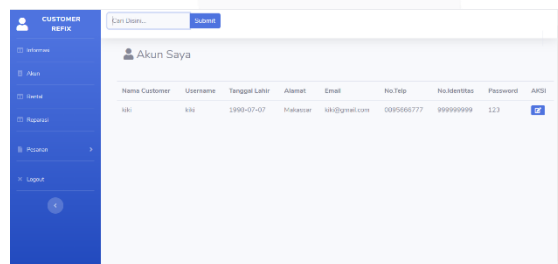 CUSTOMER
REFIX
Cari Disini...
Submit
Informasi
Akun
Rental
Reparasi
Pesanan
Logout
Akun Saya
Nama Customer Username Tanggal Lahir Alamat Email No.Telp No.Identitas Password AKSI
kiki kiki 1999-07-07 Makassar kiki@gmail.com 0895666777 999999999 123